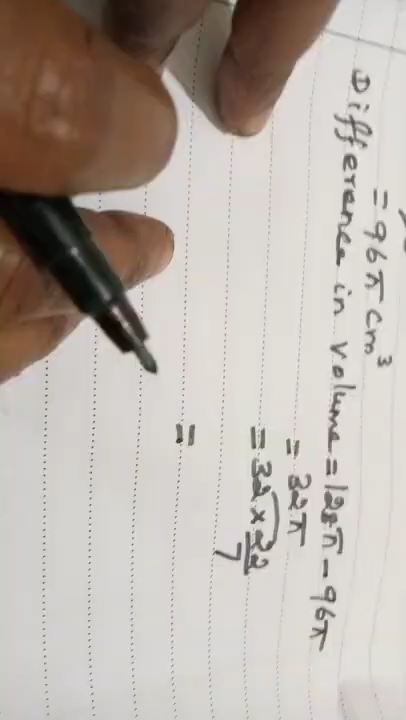 = 96π cm³
Difference in volume = 128π - 96π
= 32π
= 32 × 22/7
=